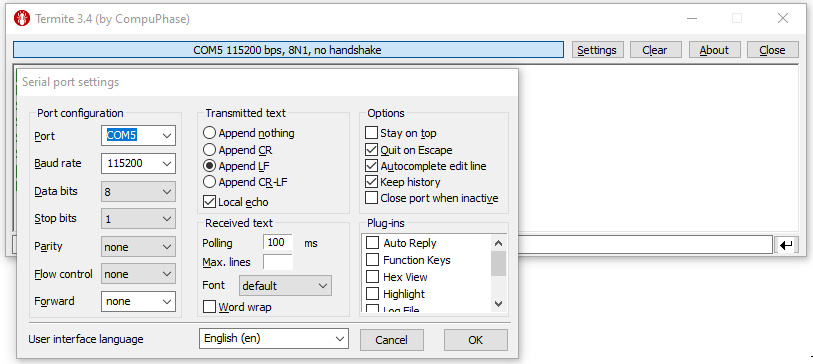 Termite 3.4 (by CompuPhase)
COM5 115200 bps, 8N1, no handshake
Settings
Clear
About
Close
Serial port settings
Port configuration
Port
COM5
Baud rate
115200
Data bits
8
Stop bits
1
Parity
none
Flow control
none
Forward
none
Transmitted text
Append nothing
Append CR
Append LF
Append CR-LF
Local echo
Received text
Polling
100
ms
Max. lines
Font
default
Word wrap
Options
Stay on top
Quit on Escape
Autocomplete edit line
Keep history
Close port when inactive
Plug-ins
Auto Reply
Function Keys
Hex View
Highlight
Log File
User interface language
English (en)
Cancel
OK